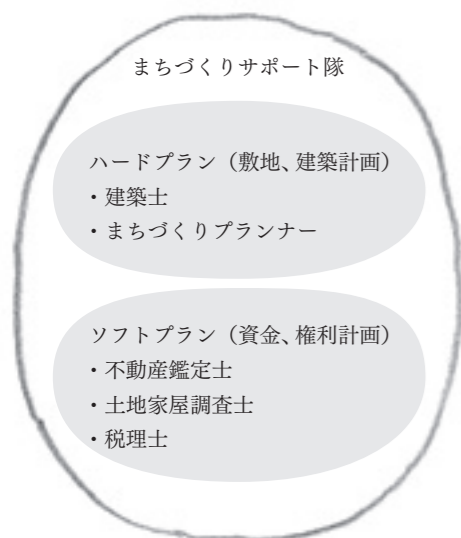 まちづくりサポート隊
ハードプラン（敷地、建築計画）
・建築士
・まちづくりプランナー
ソフトプラン（資金、権利計画）
・不動産鑑定士
・土地家屋調査士
・税理士